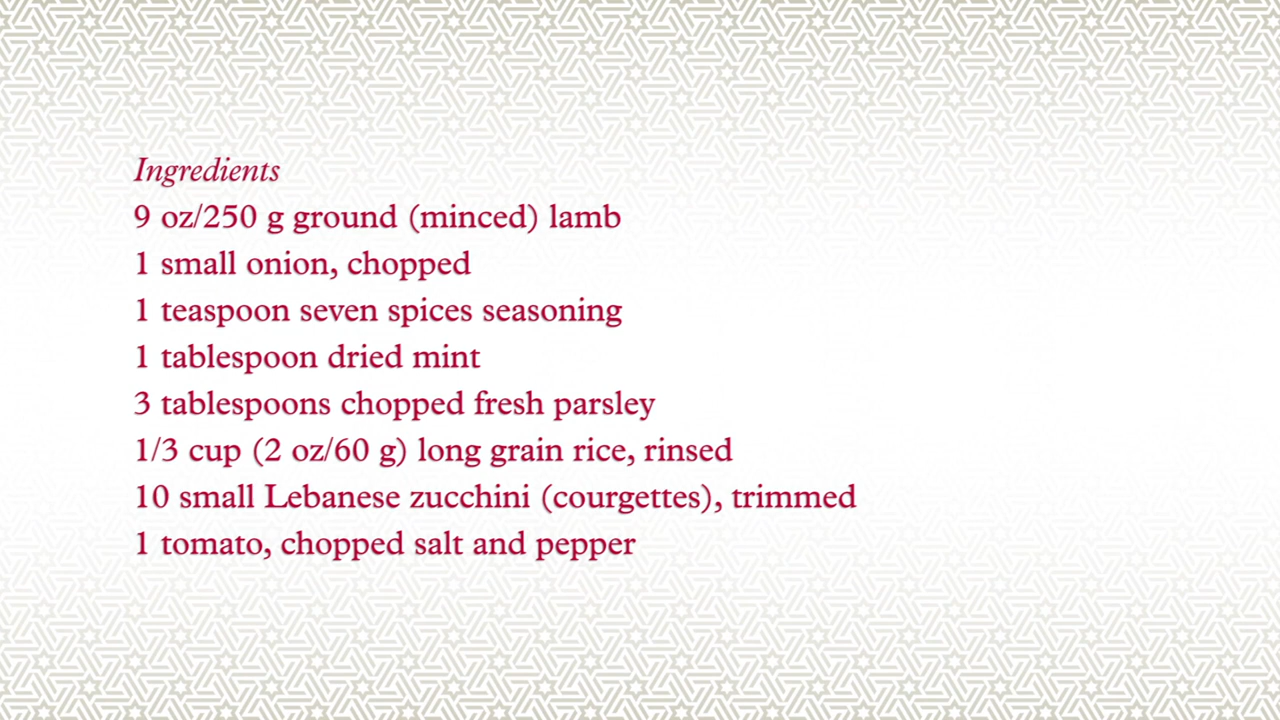 Ingredients
9 oz/250 g ground (minced) lamb
1 small onion, chopped
1 teaspoon seven spices seasoning
1 tablespoon dried mint
3 tablespoons chopped fresh parsley
1/3 cup (2 oz/60 g) long grain rice, rinsed
10 small Lebanese zucchini (courgettes), trimmed
1 tomato, chopped salt and pepper